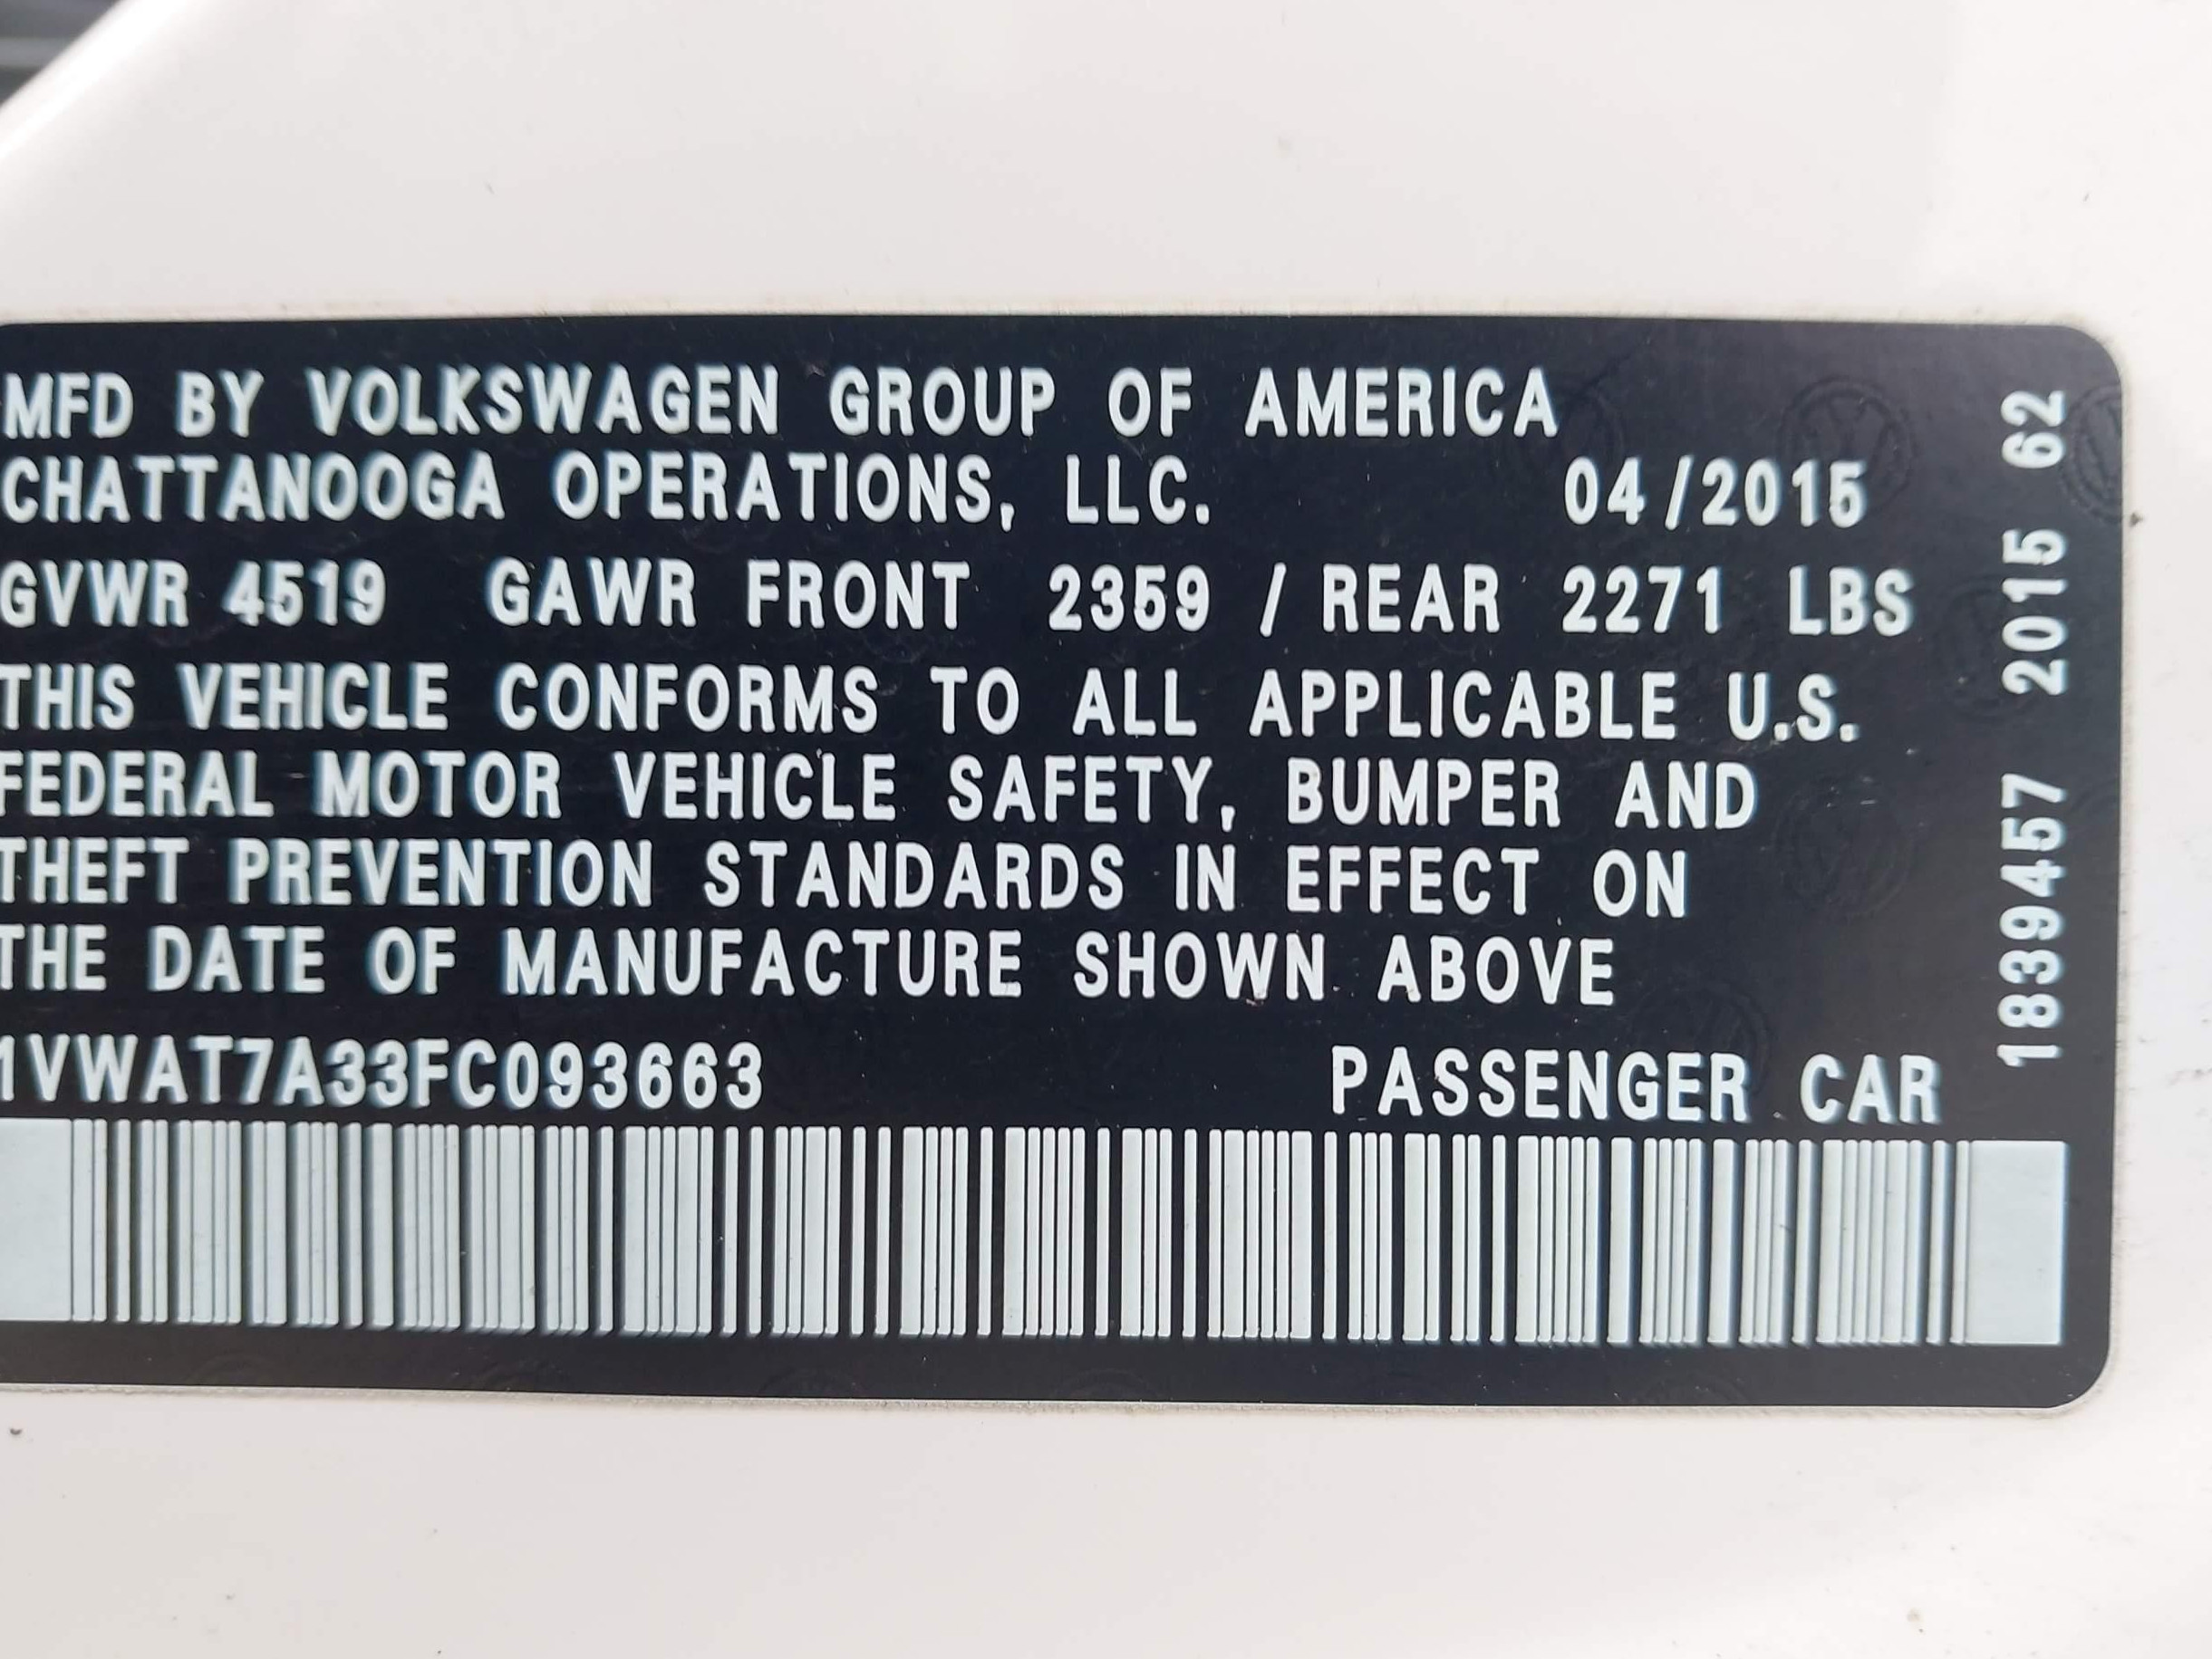 MFD BY VOLKSWAGEN GROUP OF AMERICA
CHATTANOOGA OPERATIONS, LLC. 04/2015
GVWR 4519 GAWR FRONT 2359 / REAR 2271 LBS
THIS VEHICLE CONFORMS TO ALL APPLICABLE U.S.
FEDERAL MOTOR VEHICLE SAFETY, BUMPER AND
THEFT PREVENTION STANDARDS IN EFFECT ON
THE DATE OF MANUFACTURE SHOWN ABOVE
1VWAT7A33FC093663 PASSENGER CAR
1839457 2015 62